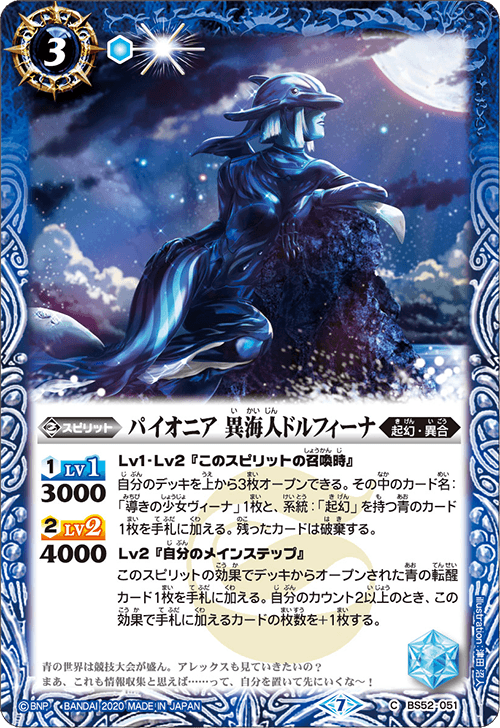 3
スピリット
パイオニア 異海人ドルフィーナ
起幻・異合
1 LV1
3000
2 LV2
4000
Lv1・Lv2『このスピリットの召喚時』
自分のデッキを上から3枚オープンできる。その中のカード名：
「導きの少女ヴィーナ」1枚と、系統：「起幻」を持つ青のカード
1枚を手札に加える。残ったカードは破棄する。
Lv2『自分のメインステップ』
このスピリットの効果でデッキからオープンされた青の転醒
カード1枚を手札に加える。自分のカウント2以上のとき、この
効果で手札に加えるカードの枚数を+1枚する。
青の世界は競技大会が盛ん。アレックスも見ていきたいの？
まあ、これも情報収集と思えば……って、自分を置いて先にいくな～！
illustration:
©BNP BANDAI 2020 MADE IN JAPAN
7
C BS52-051